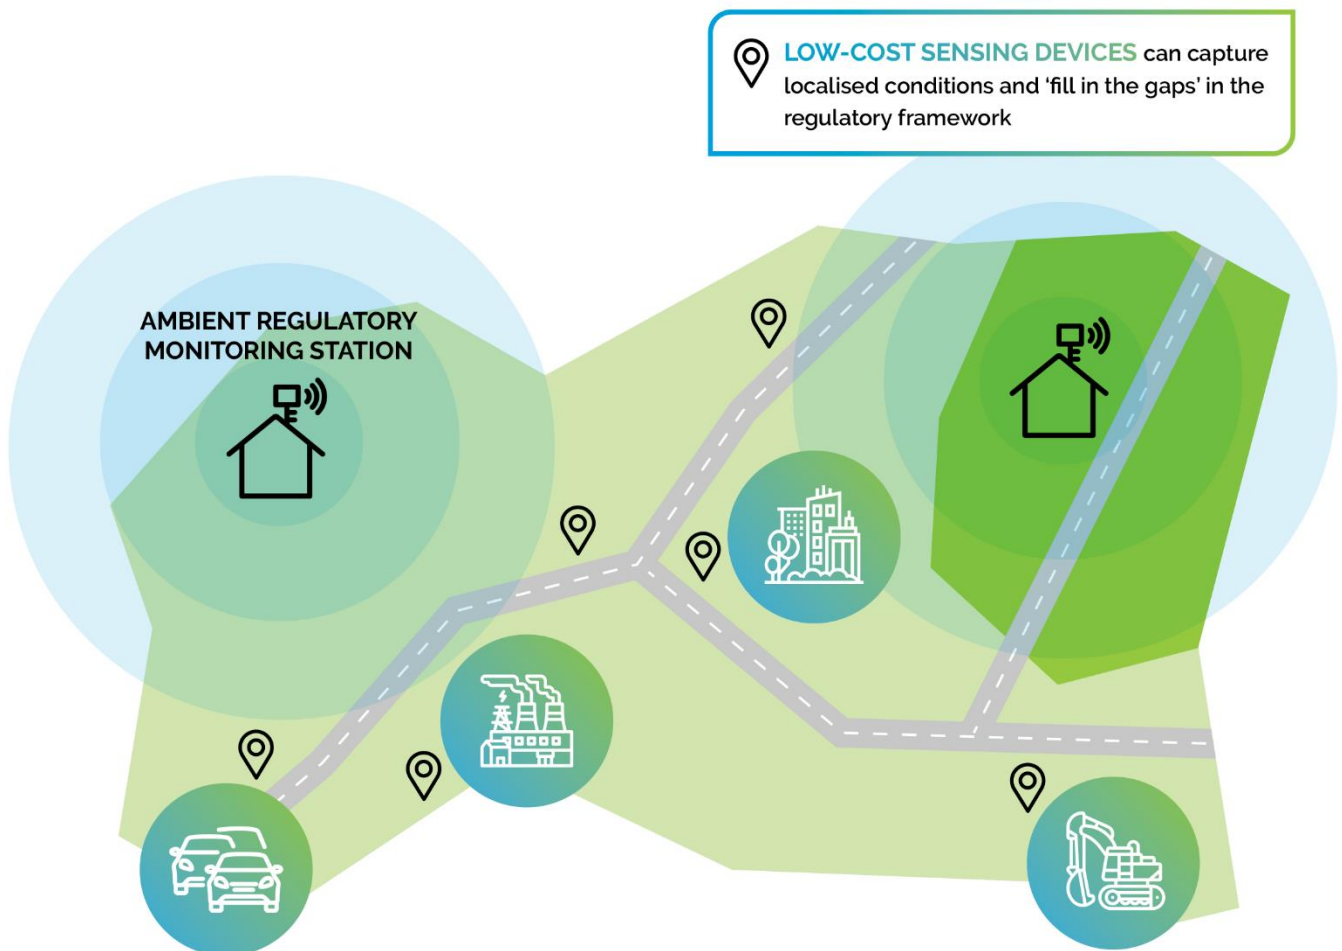 LOW-COST SENSING DEVICES can capture
localised conditions and ‘fill in the gaps’ in the
regulatory framework
AMBIENT REGULATORY
MONITORING STATION